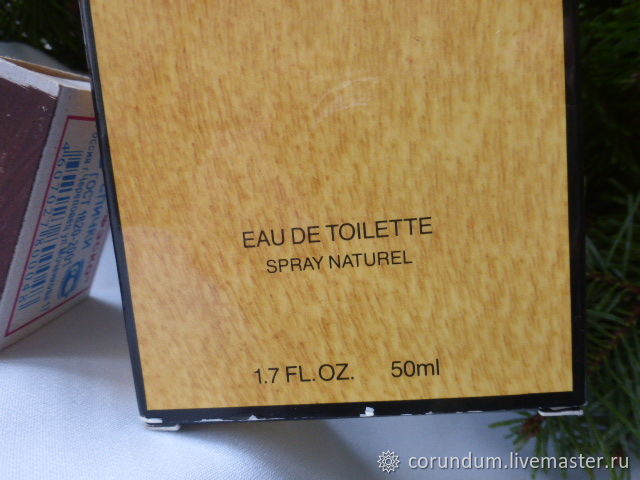 EAU DE TOILETTE
SPRAY NATUREL
1.7 FL.OZ. 50ml
corundum.livemaster.ru